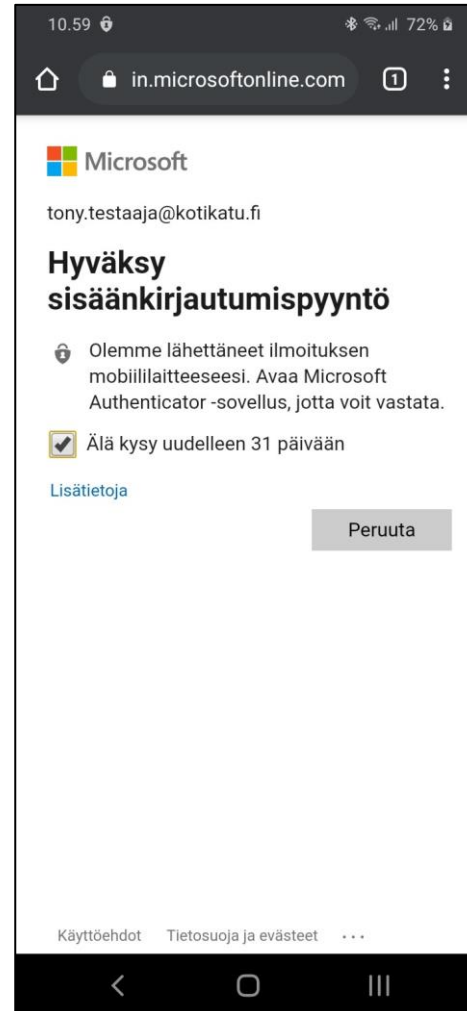 10.59
72%
in.microsoftonline.com
1
Microsoft
tony.testaaja@kotikatu.fi
Hyväksy
sisäänkirjautumispyyntö
Olemme lähettäneet ilmoituksen
mobiililaitteeseesi. Avaa Microsoft
Authenticator -sovellus, jotta voit vastata.
Älä kysy uudelleen 31 päivään
Lisätietoja
Peruuta
Käyttöehdot Tietosuoja ja evästeet ...